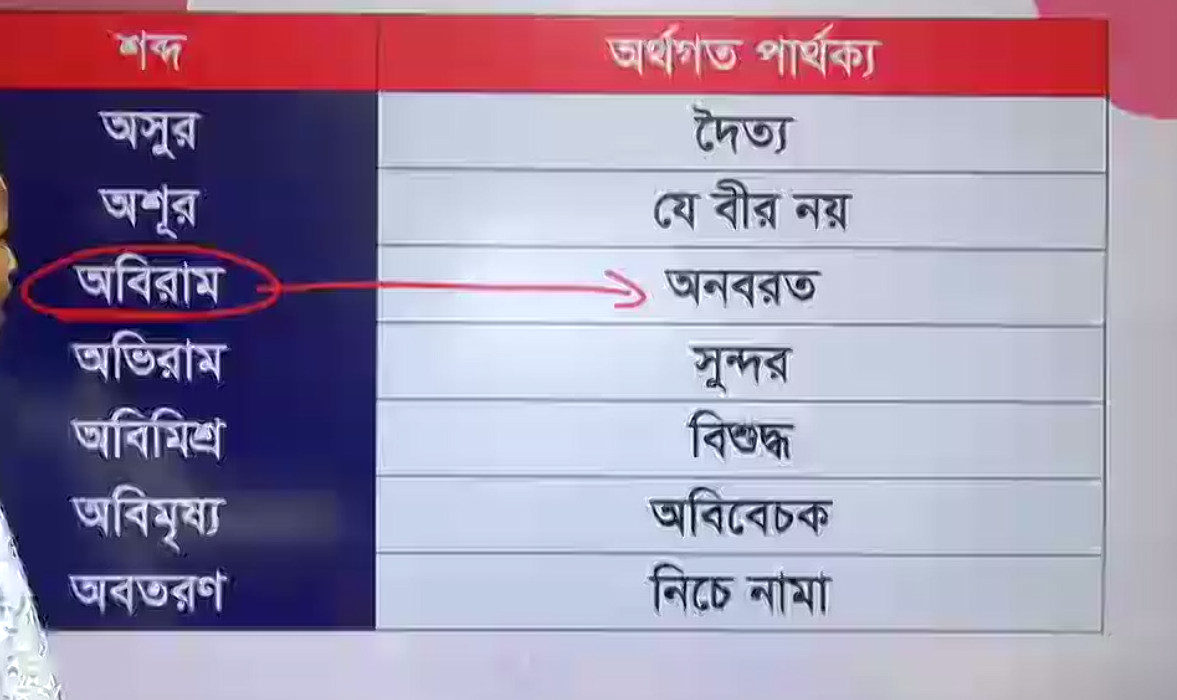 শব্দ অর্থগত পার্থক্য
অসুর দৈত্য
অশূর যে বীর নয়
অবিরাম অনবরত
অভিরাম সুন্দর
অবিমিশ্র বিশুদ্ধ
অবিমৃষ্য অবিবেচক
অবতরণ নিচে নামা